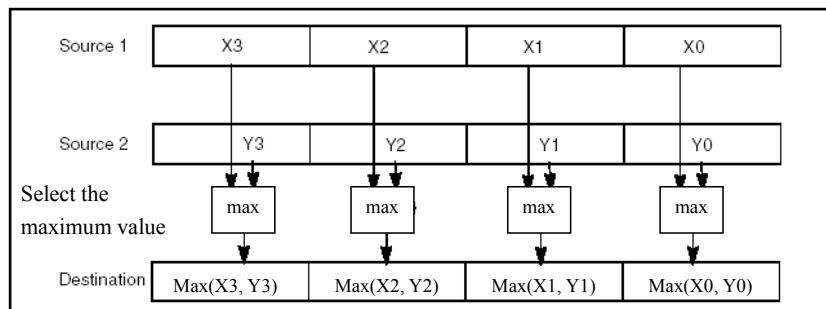 Source 1 X3 X2 X1 X0
Source 2 Y3 Y2 Y1 Y0
Select the
maximum value
max max max max
Destination Max(X3, Y3) Max(X2, Y2) Max(X1, Y1) Max(X0, Y0)